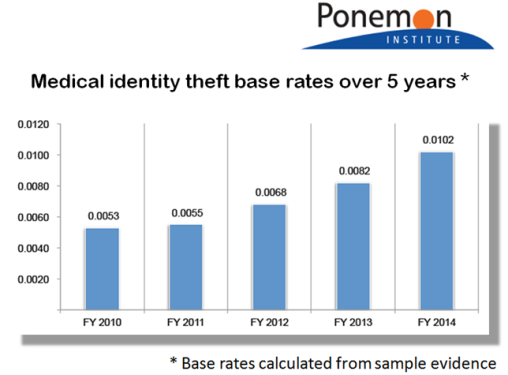 Ponemon
INSTITUTE
Medical identity theft base rates over 5 years *
0.0120
0.0100
0.0080
0.0060
0.0040
0.0020
0.0053
0.0055
0.0068
0.0082
0.0102
FY 2010
FY 2011
FY 2012
FY 2013
FY 2014
* Base rates calculated from sample evidence